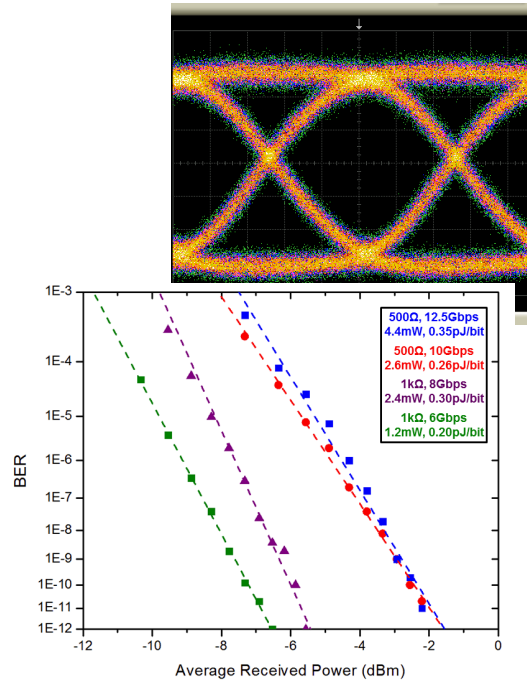 1E-3
1E-4
1E-5
1E-6
1E-7
1E-8
1E-9
1E-10
1E-11
1E-12
BER
500Ω, 12.5Gbps
4.4mW, 0.35pJ/bit
500Ω, 10Gbps
2.6mW, 0.26pJ/bit
1kΩ, 8Gbps
2.4mW, 0.30pJ/bit
1kΩ, 6Gbps
1.2mW, 0.20pJ/bit
-12 -10 -8 -6 -4 -2 0
Average Received Power (dBm)